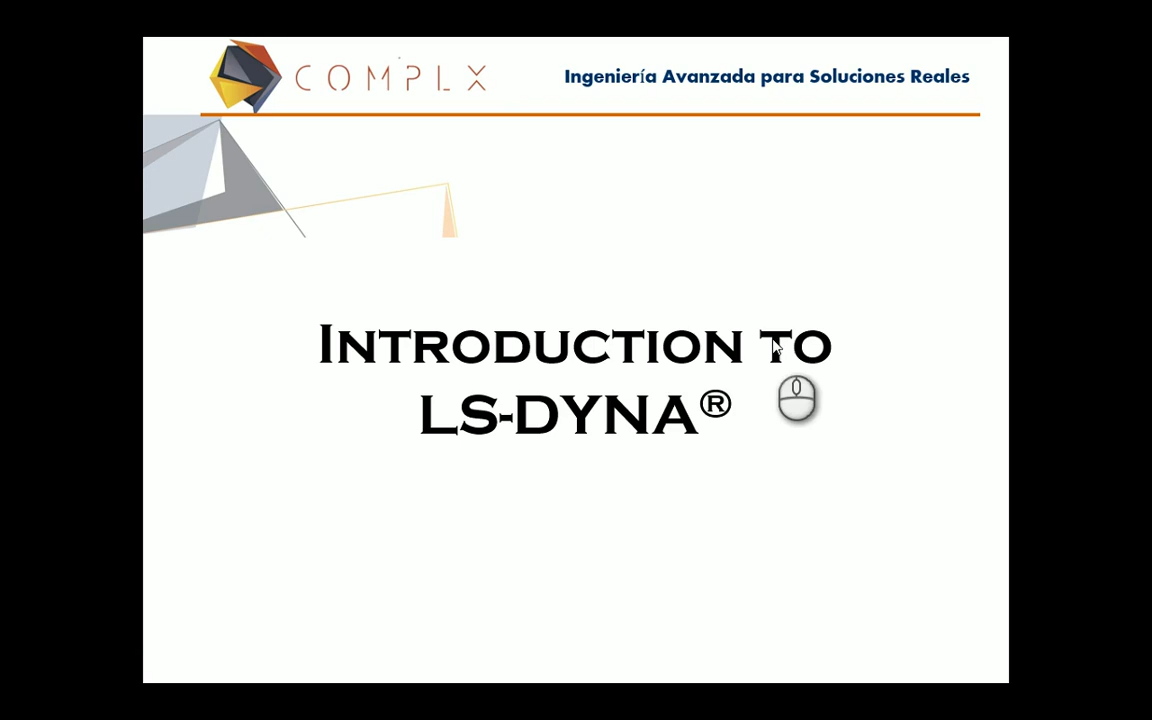 COMPLX
Ingeniería Avanzada para Soluciones Reales
INTRODUCTION TO
LS-DYNA®